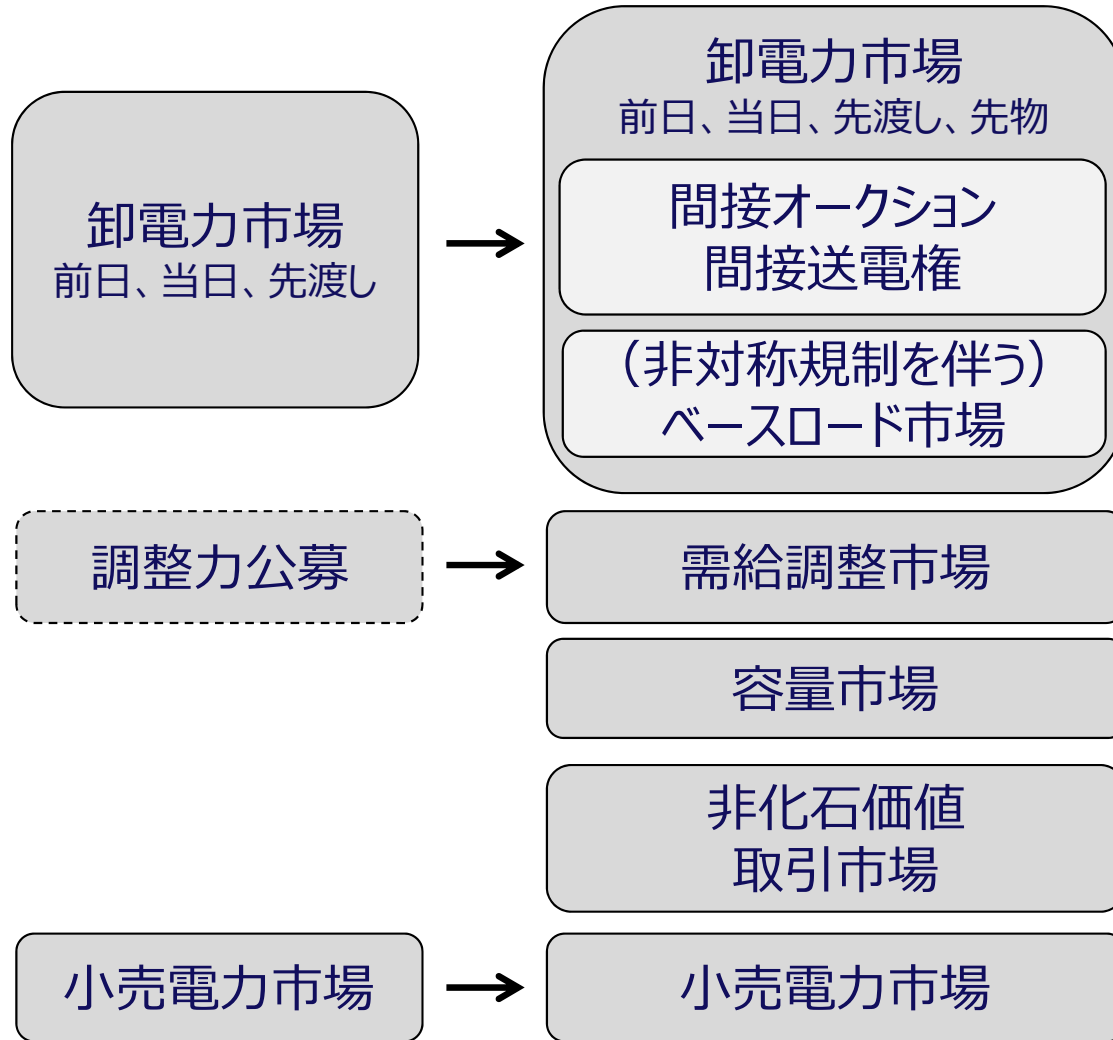 卸電力市場
前日、当日、先渡し
卸電力市場
前日、当日、先渡し、先物
間接オークション
間接送電権
（非対称規制を伴う）
ベースロード市場
調整力公募
需給調整市場
容量市場
非化石価値
取引市場
小売電力市場
小売電力市場